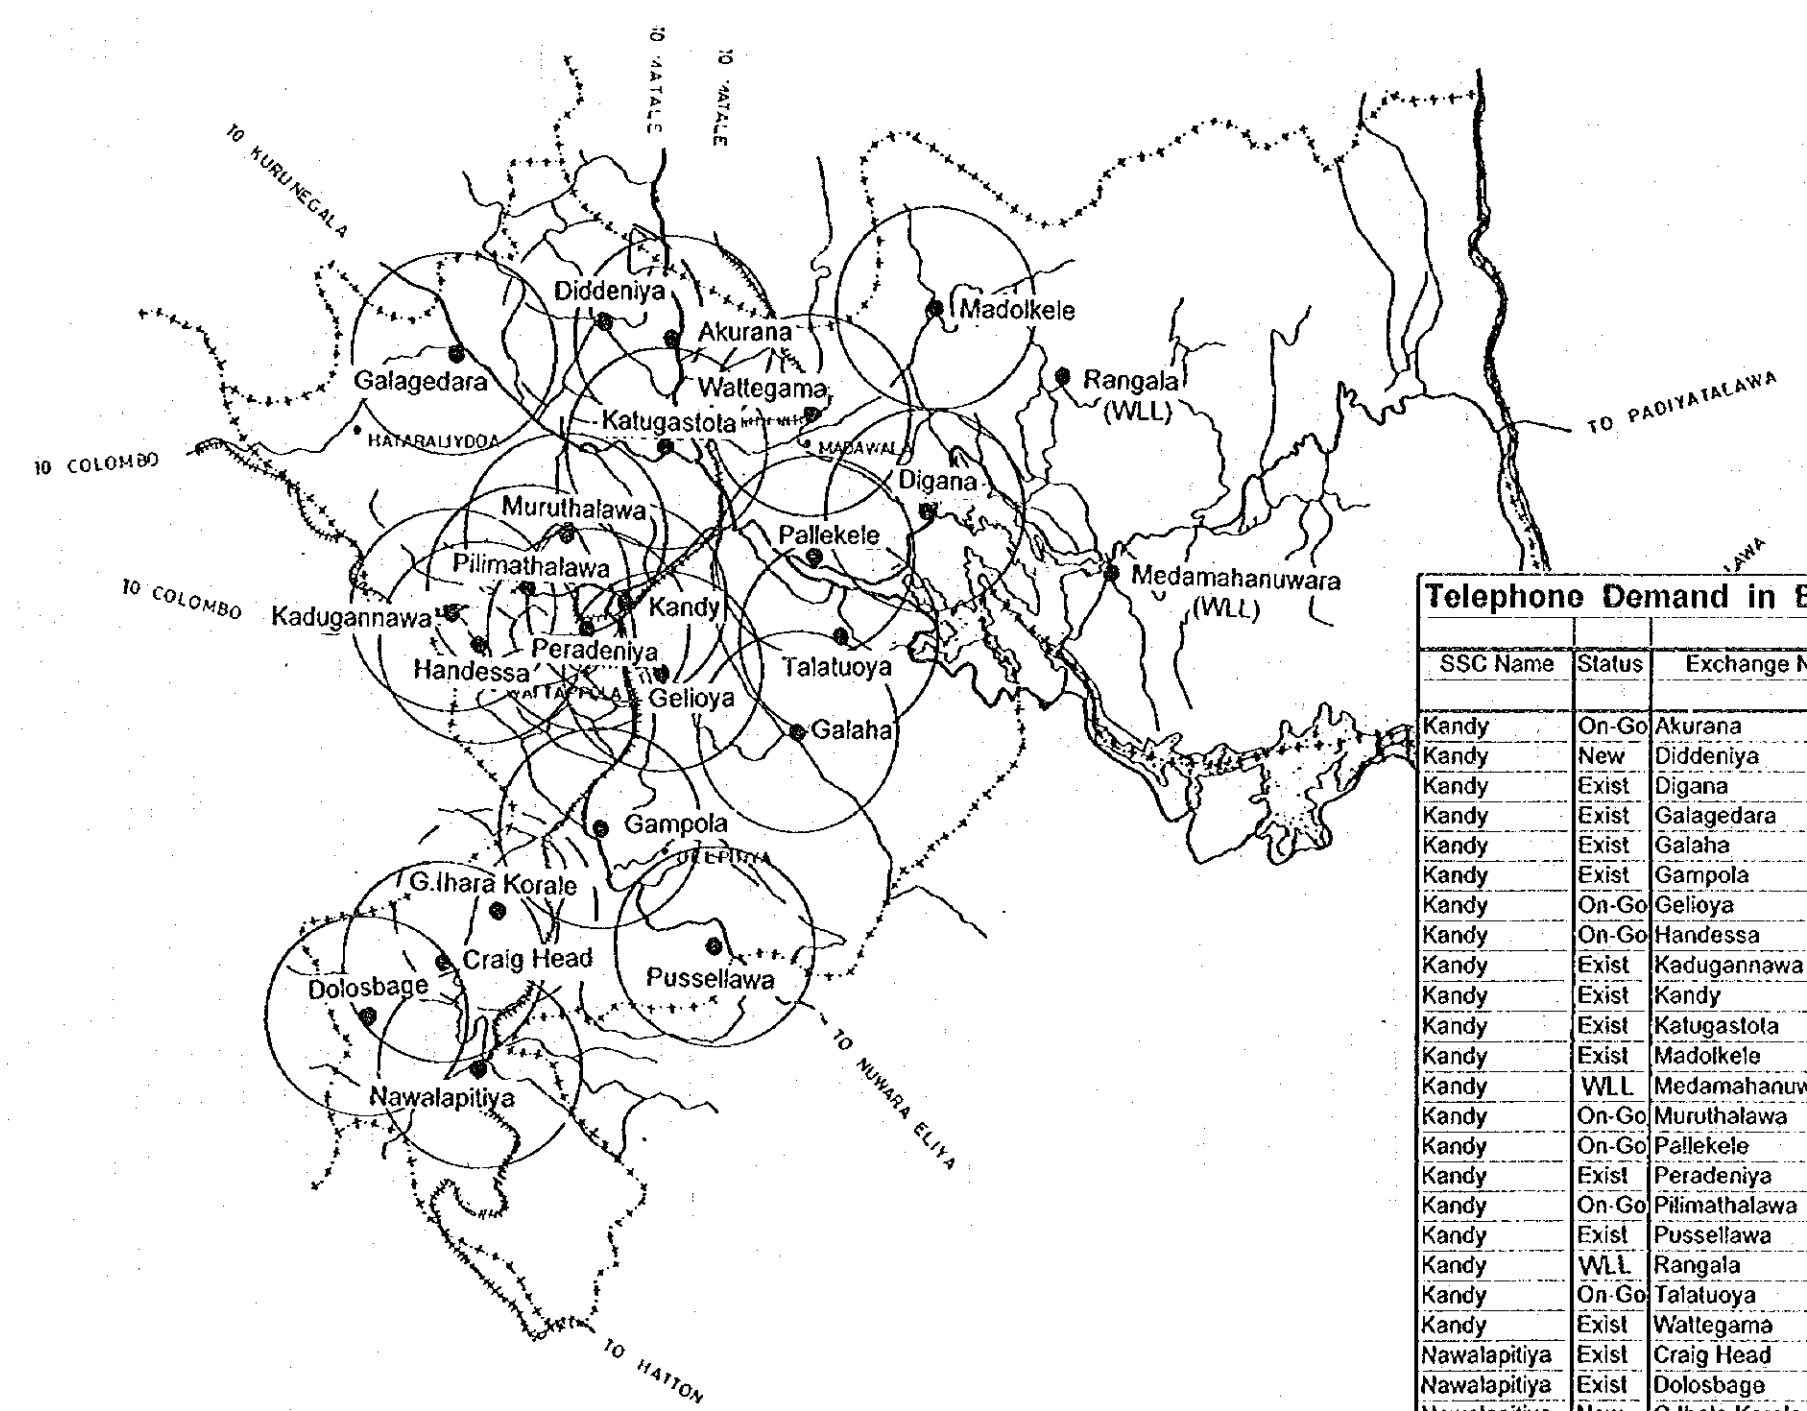 TO MATALE
TO MATALE
TO KURUNEGALA
Diddeniya
Madolkele
Akurana
Galagedara
Wattegama
Rangala
(WLL)
Katugastota
TO PADIYATALAWA
HATARALIYDDA
MADAWALA
TO COLOMBO
Digana
Muruthalawa
Pallekele
Pilimathalawa
Medamahanuwara
(WLL)
LAWA
TO COLOMBO
Kadugannawa
Kandy
Peradeniya
Handessa
Talatuoya
Gelioya
Galaha
Gampola
G.Ihara Korale
Craig Head
Pussellawa
Dolosbage
TO NUWARA ELIYA
Nawalapitiya
TO HATTON
Telephone Demand in E
SSC Name Status Exchange N
Kandy On-Go Akurana
Kandy New Diddeniya
Kandy Exist Digana
Kandy Exist Galagedara
Kandy Exist Galaha
Kandy Exist Gampola
Kandy On-Go Gelioya
Kandy On-Go Handessa
Kandy Exist Kadugannawa
Kandy Exist Kandy
Kandy Exist Katugastota
Kandy Exist Madolkele
Kandy WLL Medamahanuw
Kandy On-Go Muruthalawa
Kandy On-Go Pallekele
Kandy Exist Peradeniya
Kandy On-Go Pilimathalawa
Kandy Exist Pussellawa
Kandy WLL Rangala
Kandy On-Go Talatuoya
Kandy Exist Wattegama
Nawalapitiya Exist Craig Head
Nawalapitiya Exist Dolosbage